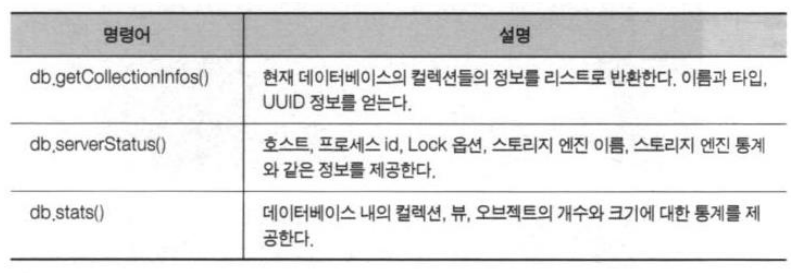 명령어 설명
db.getCollectionInfos() 현재 데이터베이스의 컬렉션들의 정보를 리스트로 반환한다. 이름과 타입,
UUID 정보를 얻는다.
db.serverStatus() 호스트, 프로세스 id, Lock 옵션, 스토리지 엔진 이름, 스토리지 엔진 통계
와 같은 정보를 제공한다.
db.stats() 데이터베이스 내의 컬렉션, 뷰, 오브젝트의 개수와 크기에 대한 통계를 제
공한다.